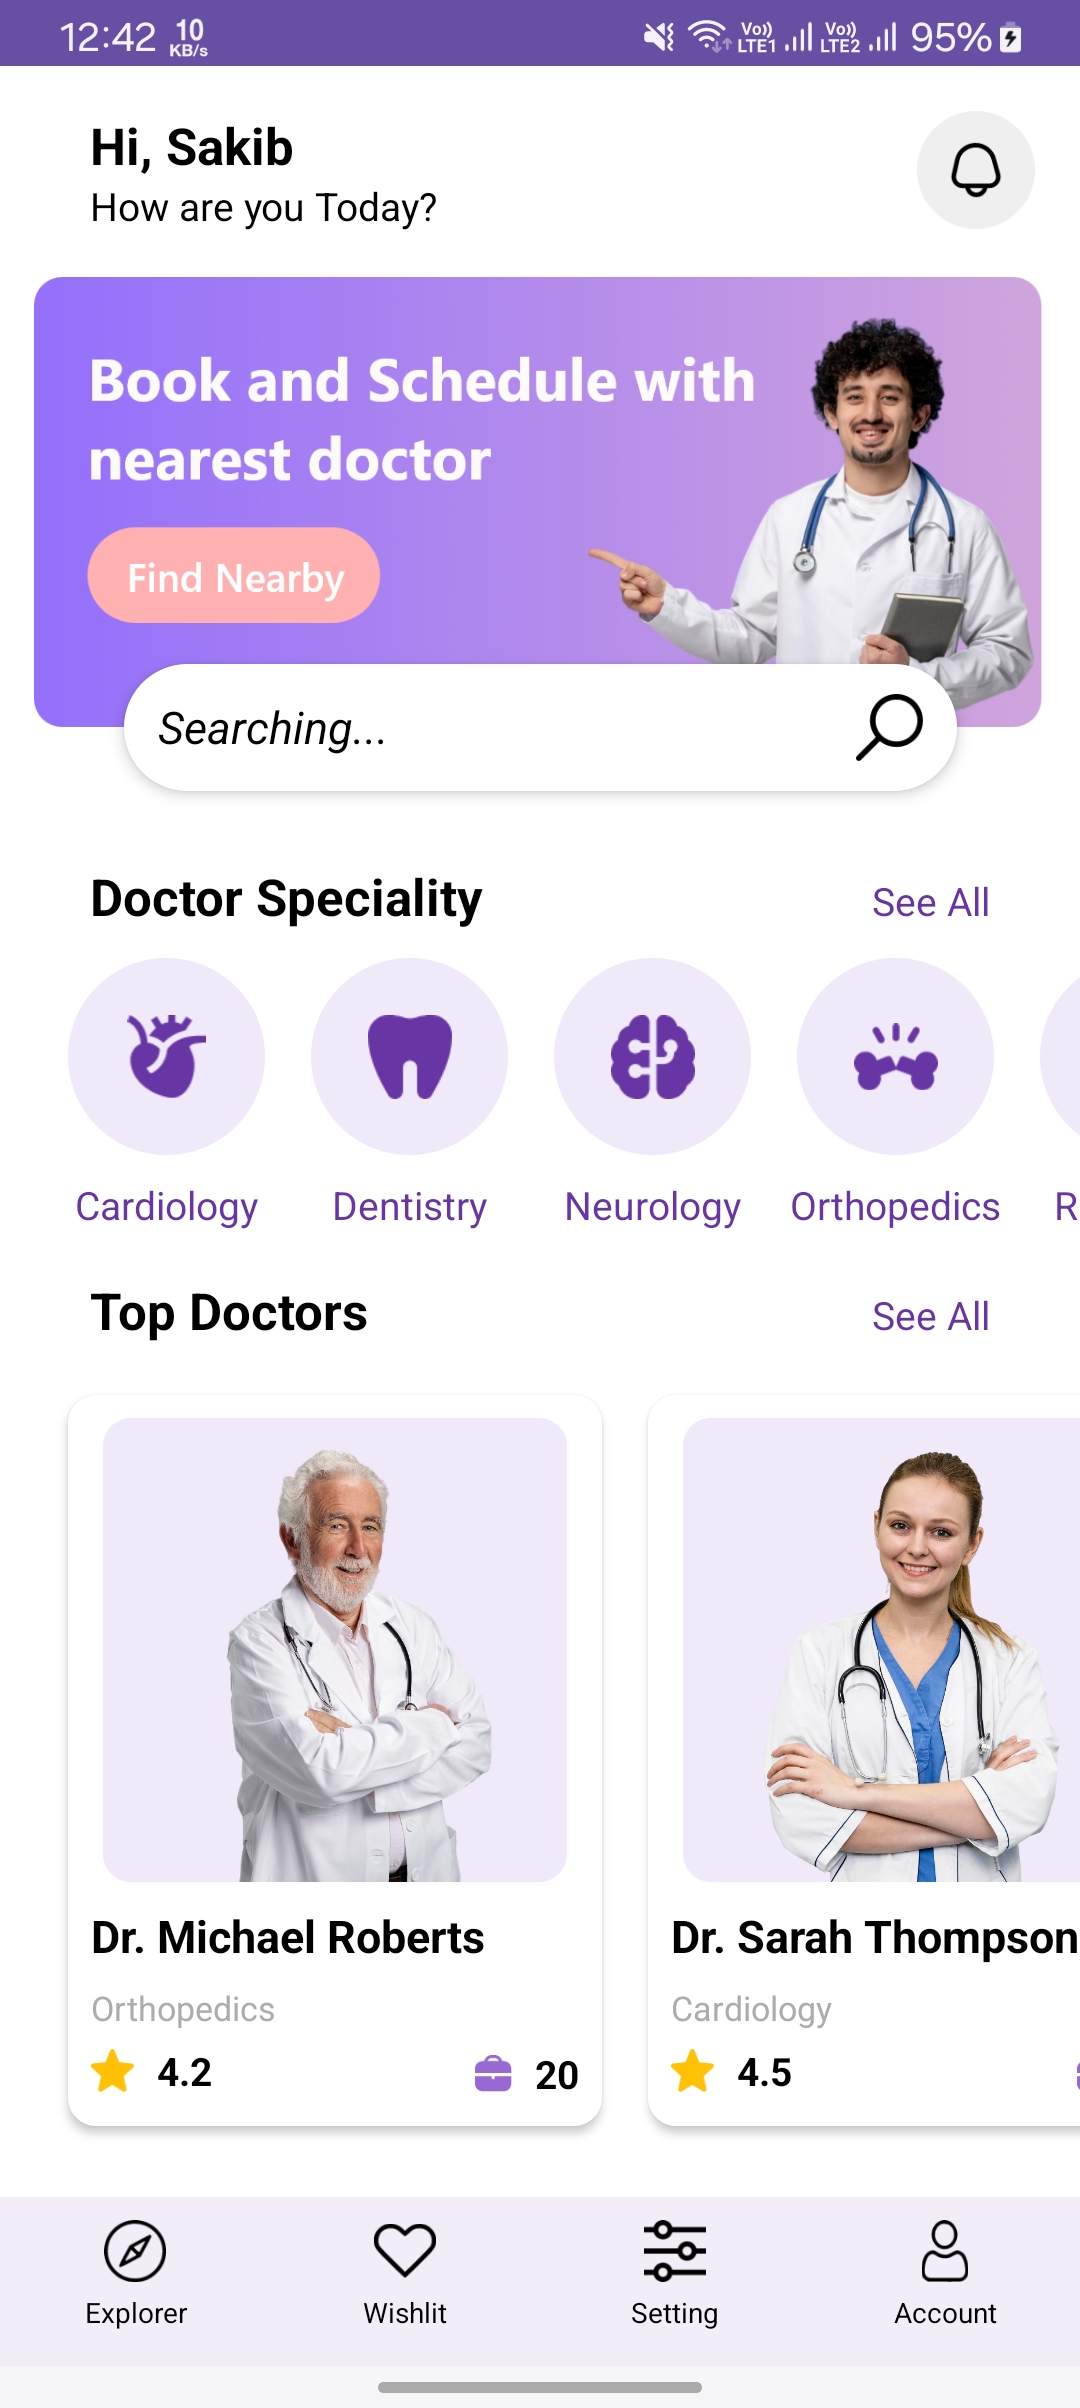 12:42 10 KB/s Vo)) LTE1 Vo)) LTE2 95%
Hi, Sakib
How are you Today?
Book and Schedule with
nearest doctor
Find Nearby
Searching...
Doctor Speciality See All
Cardiology Dentistry Neurology Orthopedics R
Top Doctors See All
Dr. Michael Roberts Dr. Sarah Thompson
Orthopedics Cardiology
4.2 20 4.5
Explorer Wishlit Setting Account